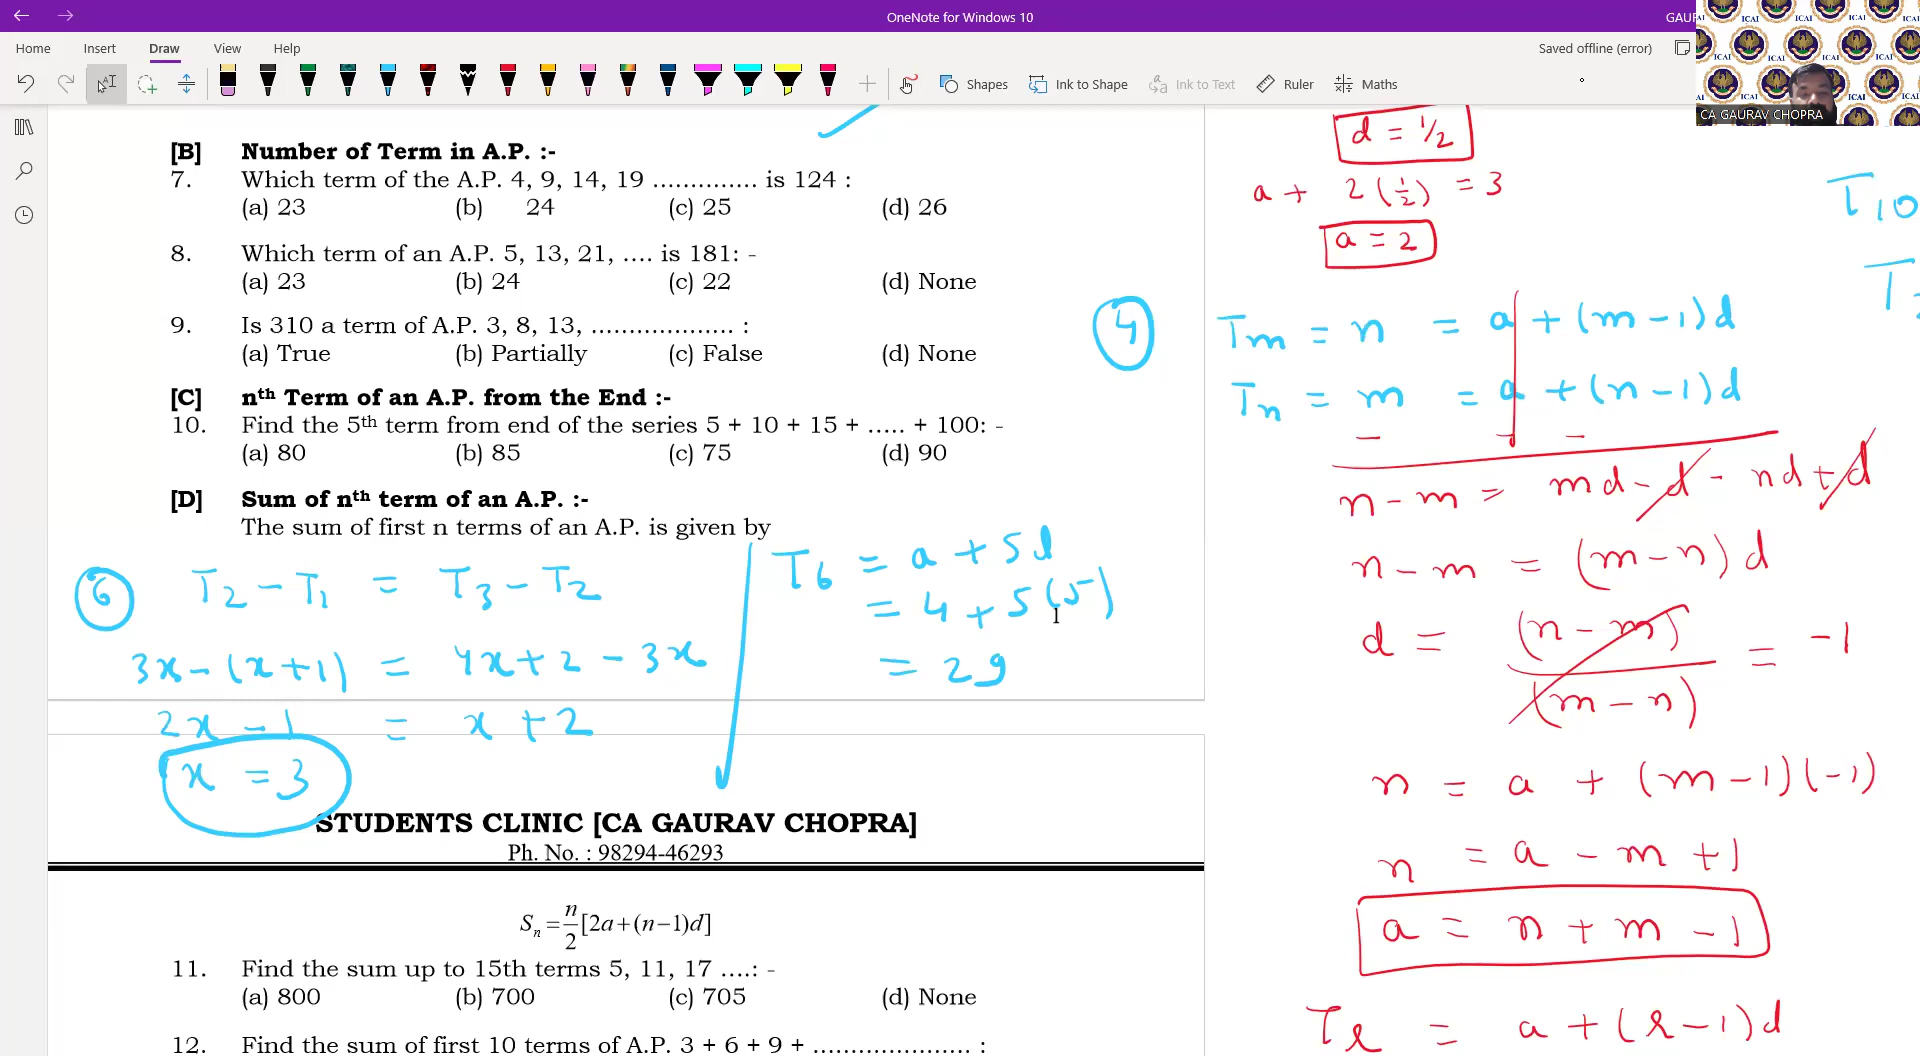 OneNote for Windows 10
Home Insert Draw View Help
Saved offline (error)
Shapes Ink to Shape Ink to Text Ruler Maths
CA GAURAV CHOPRA
[B] Number of Term in A.P. :-
7. Which term of the A.P. 4, 9, 14, 19 .............. is 124 :
(a) 23 (b) 24 (c) 25 (d) 26
8. Which term of an A.P. 5, 13, 21, .... is 181: -
(a) 23 (b) 24 (c) 22 (d) None
9. Is 310 a term of A.P. 3, 8, 13, ................... :
(a) True (b) Partially (c) False (d) None
[C] nth Term of an A.P. from the End :-
10. Find the 5th term from end of the series 5 + 10 + 15 + ..... + 100: -
(a) 80 (b) 85 (c) 75 (d) 90
[D] Sum of nth term of an A.P. :-
The sum of first n terms of an A.P. is given by
6 T2 - T1 = T3 - T2
3x - (x+1) = 4x+2 - 3x
2x - 1 = x + 2
x = 3
T6 = a + 5d
= 4 + 5(5)
= 29
STUDENTS CLINIC [CA GAURAV CHOPRA]
Ph. No. : 98294-46293
Sn = n/2 [2a+(n−1)d]
11. Find the sum up to 15th terms 5, 11, 17 ....: -
(a) 800 (b) 700 (c) 705 (d) None
12. Find the sum of first 10 terms of A.P. 3 + 6 + 9 + ..................... :
d = 1/2
a + 2(1/2) = 3
a = 2
T10
4 Tm = n = a + (m-1)d
Tn = m = a + (n-1)d
- - -
n-m = md-d - nd+d
n-m = (m-n)d
d = (n-m)/(m-n) = -1
n = a + (m-1)(-1)
n = a - m + 1
a = n + m - 1
Tr = a + (r-1)d